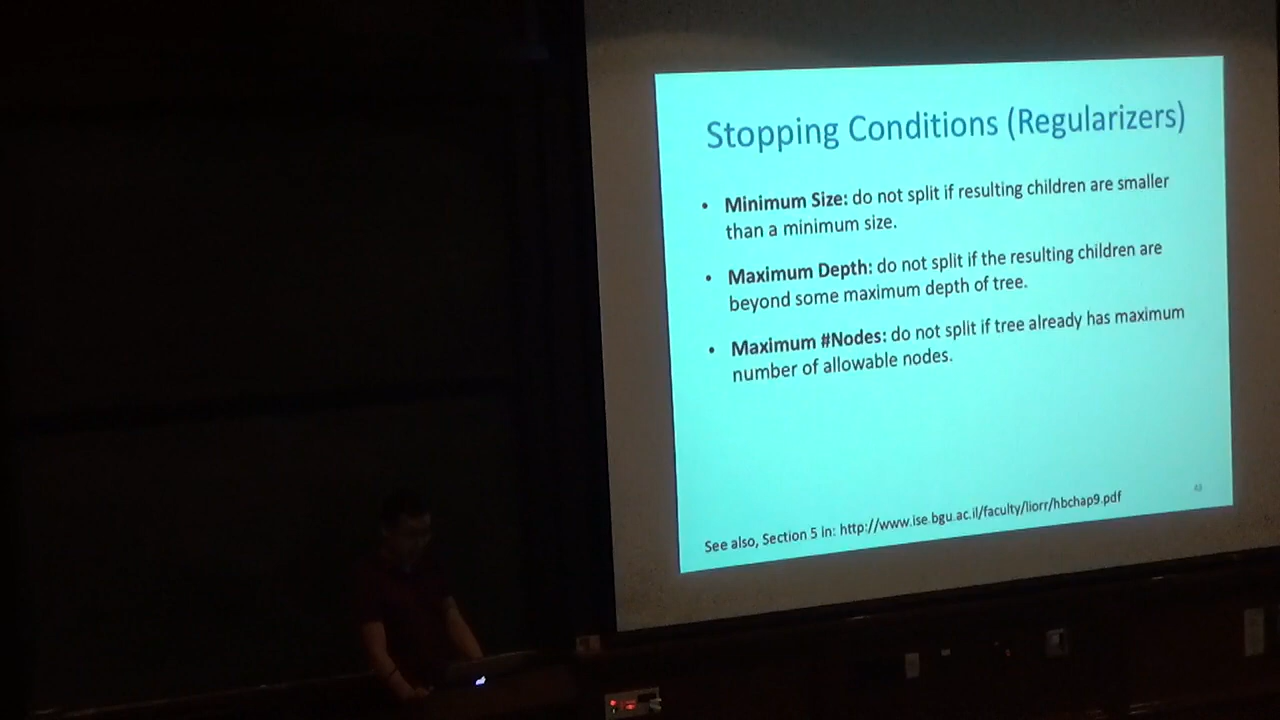 Stopping Conditions (Regularizers)
• Minimum Size: do not split if resulting children are smaller
than a minimum size.
• Maximum Depth: do not split if the resulting children are
beyond some maximum depth of tree.
• Maximum #Nodes: do not split if tree already has maximum
number of allowable nodes.
See also, Section 5 in: http://www.ise.bgu.ac.il/faculty/liorr/hbchap9.pdf